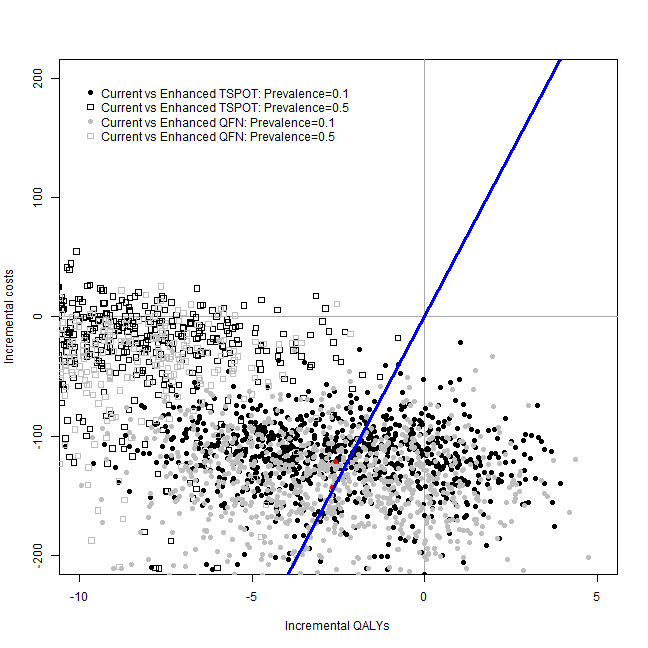 200
100
0
-100
-200
Incremental costs
Current vs Enhanced TSPOT: Prevalence=0.1
Current vs Enhanced TSPOT: Prevalence=0.5
Current vs Enhanced QFN: Prevalence=0.1
Current vs Enhanced QFN: Prevalence=0.5
-10 -5 0 5
Incremental QALYs